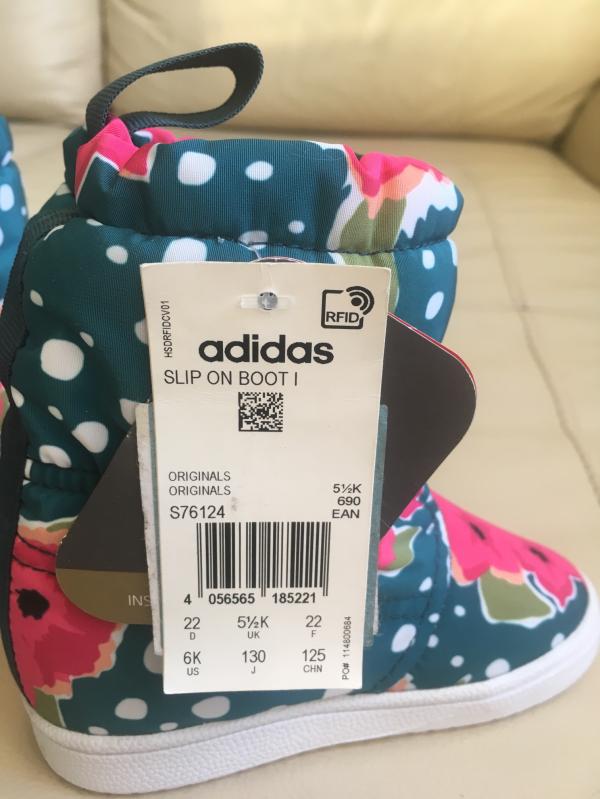 HSDRFIDCV01
RFID
adidas
SLIP ON BOOT I
ORIGINALS
ORIGINALS
S76124
5½K
690
EAN
4 056565 185221
22 5½K 22
D UK F
6K 130 125
US J CHN
PO# 114800684
INS